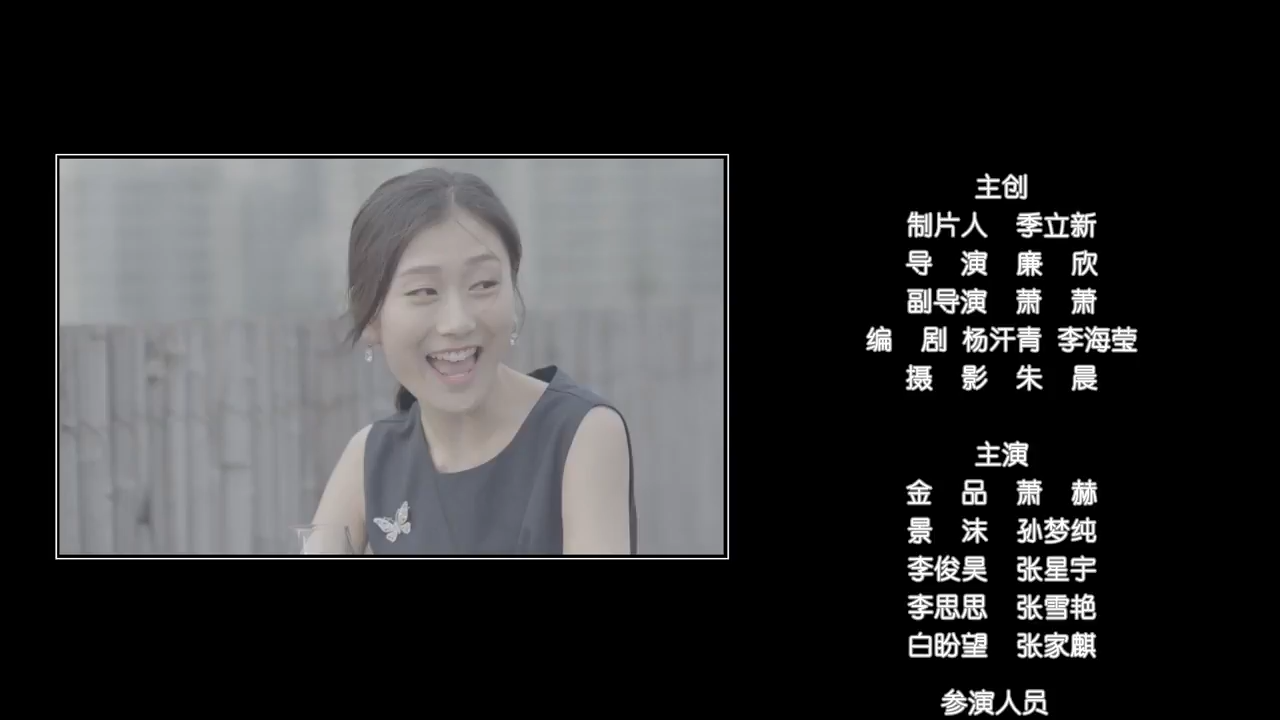 主创
制片人 季立新
导 演 廉 欣
副导演 萧 萧
编 剧 杨汗青 李海莹
摄 影 朱 晨
主演
金 品 萧 赫
景 沫 孙梦纯
李俊昊 张星宇
李思思 张雪艳
白盼望 张家麒
参演人员